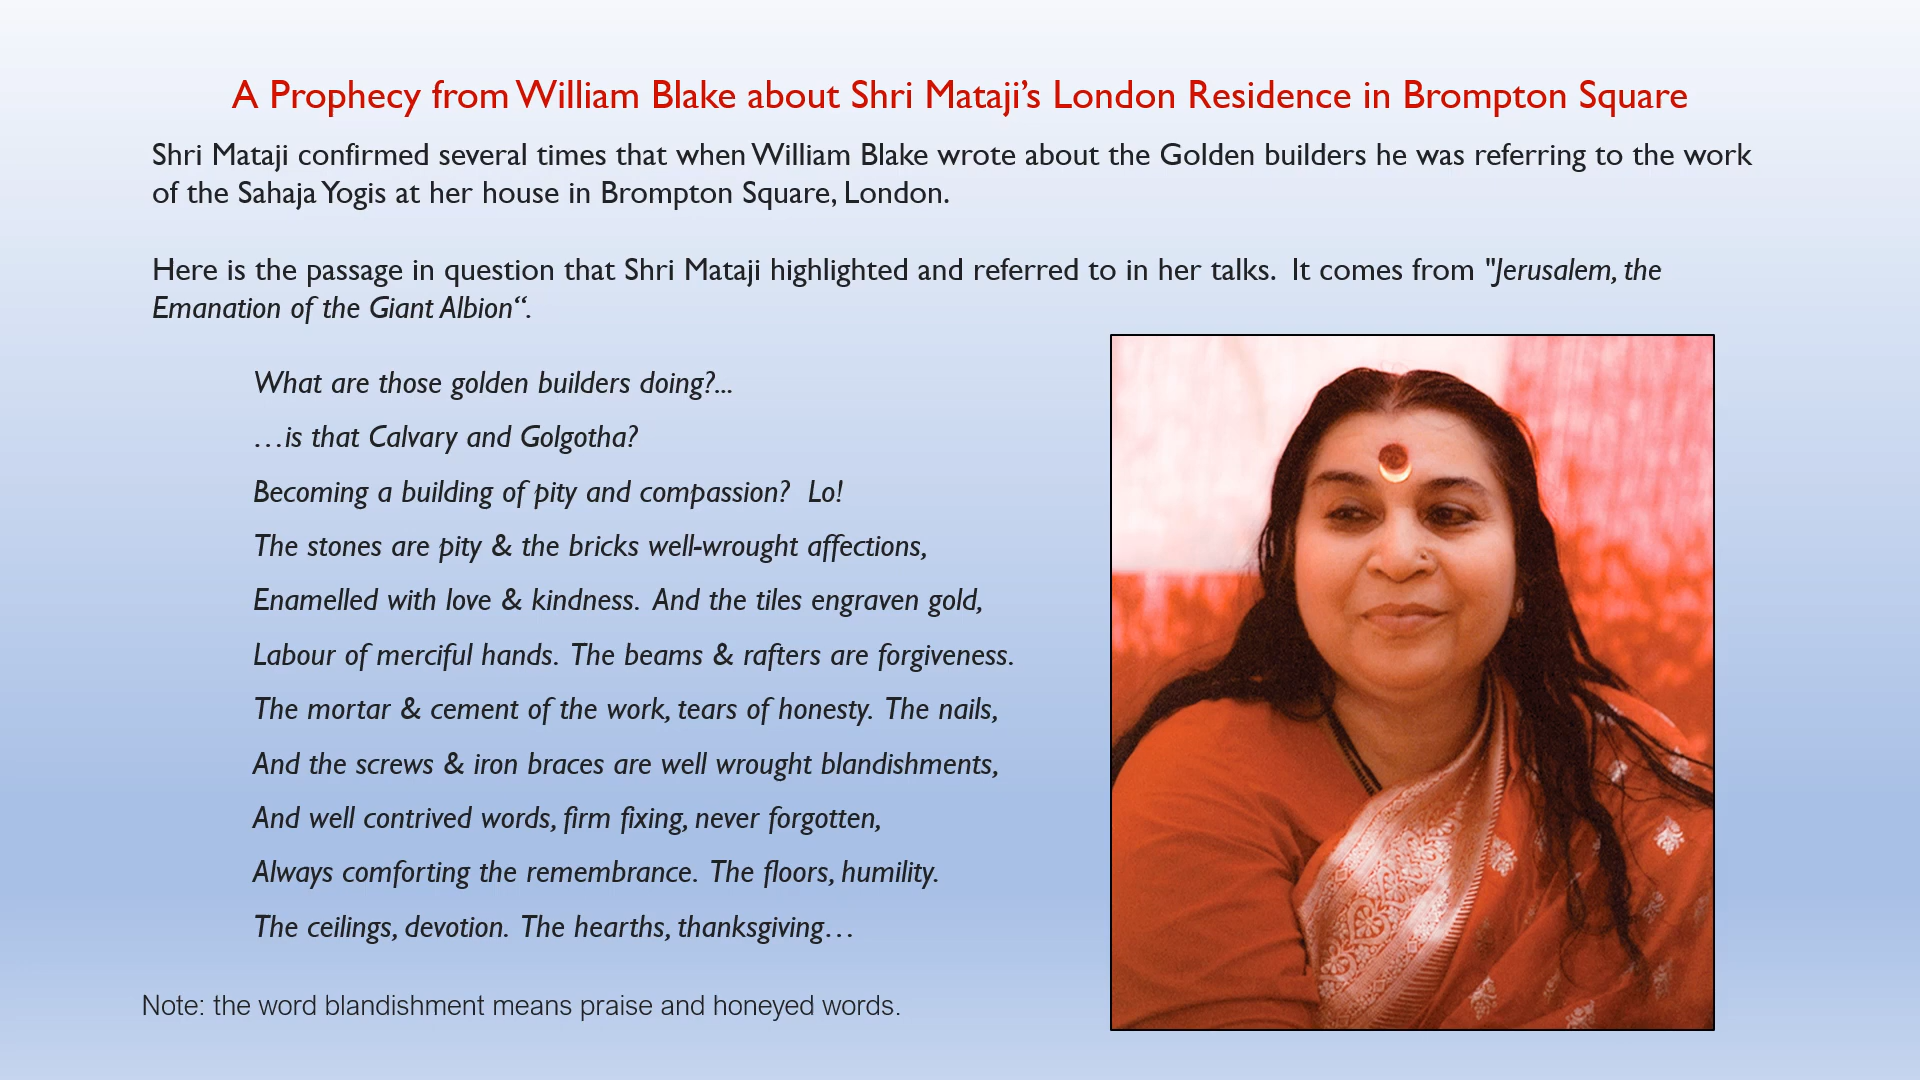 A Prophecy from William Blake about Shri Mataji’s London Residence in Brompton Square
Shri Mataji confirmed several times that when William Blake wrote about the Golden builders he was referring to the work
of the Sahaja Yogis at her house in Brompton Square, London.
Here is the passage in question that Shri Mataji highlighted and referred to in her talks.  It comes from "Jerusalem, the
Emanation of the Giant Albion“.
What are those golden builders doing?...
…is that Calvary and Golgotha?
Becoming a building of pity and compassion?  Lo!
The stones are pity & the bricks well-wrought affections,
Enamelled with love & kindness.  And the tiles engraven gold,
Labour of merciful hands.  The beams & rafters are forgiveness.
The mortar & cement of the work, tears of honesty.  The nails,
And the screws & iron braces are well wrought blandishments,
And well contrived words, firm fixing, never forgotten,
Always comforting the remembrance.  The floors, humility.
The ceilings, devotion.  The hearths, thanksgiving…
Note: the word blandishment means praise and honeyed words.